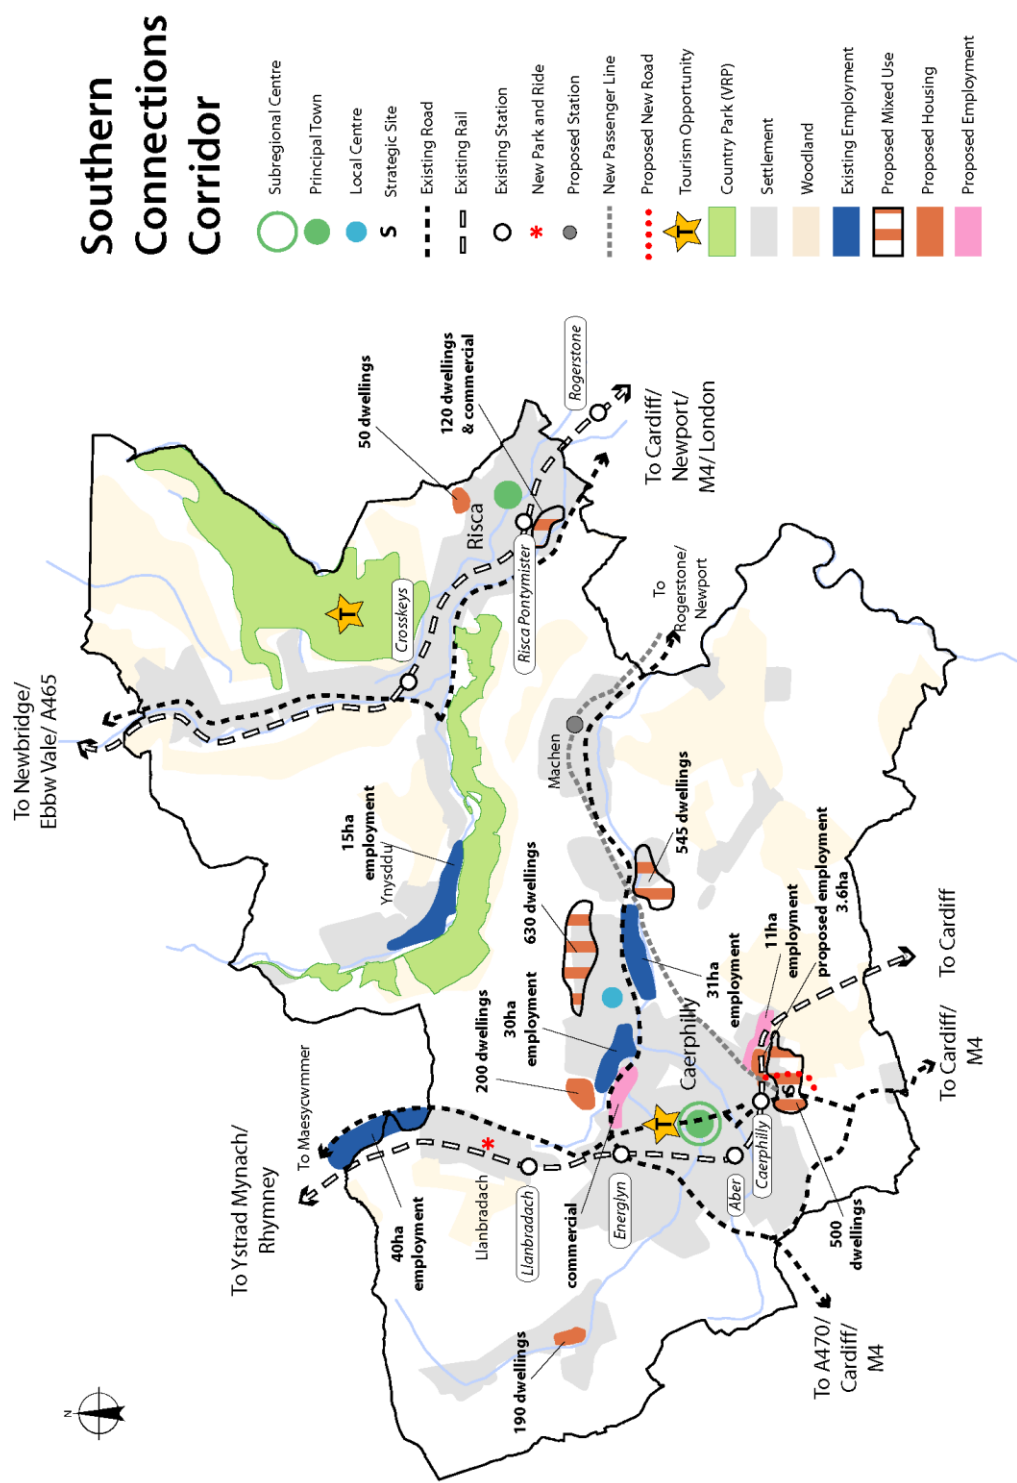 Southern
Connections
Corridor
Subregional Centre
Principal Town
Local Centre
S
Strategic Site
Existing Road
Existing Rail
Existing Station
*
New Park and Ride
Proposed Station
New Passenger Line
Proposed New Road
T
Tourism Opportunity
Country Park (VRP)
Settlement
Woodland
Existing Employment
Proposed Mixed Use
Proposed Housing
Proposed Employment
N
To Ystrad Mynach/
Rhymney
To Maesycwmmer
40ha
employment
Llanbradach
*
Llanbradach
190 dwellings
commercial
Energlyn
200 dwellings
30ha
employment
630 dwellings
T
Caerphilly
Aber
Caerphilly
S
500
dwellings
31ha
employment
11ha
employment
proposed employment
3.6ha
545 dwellings
Machen
To
Rogerstone/
Newport
To A470/
Cardiff/
M4
To Cardiff/
M4
To Cardiff
To Newbridge/
Ebbw Vale/ A465
15ha
employment
Ynysddu
T
Crosskeys
Risca
Risca Pontymister
50 dwellings
120 dwellings
& commercial
Rogerstone
To Cardiff/
Newport/
M4/ London